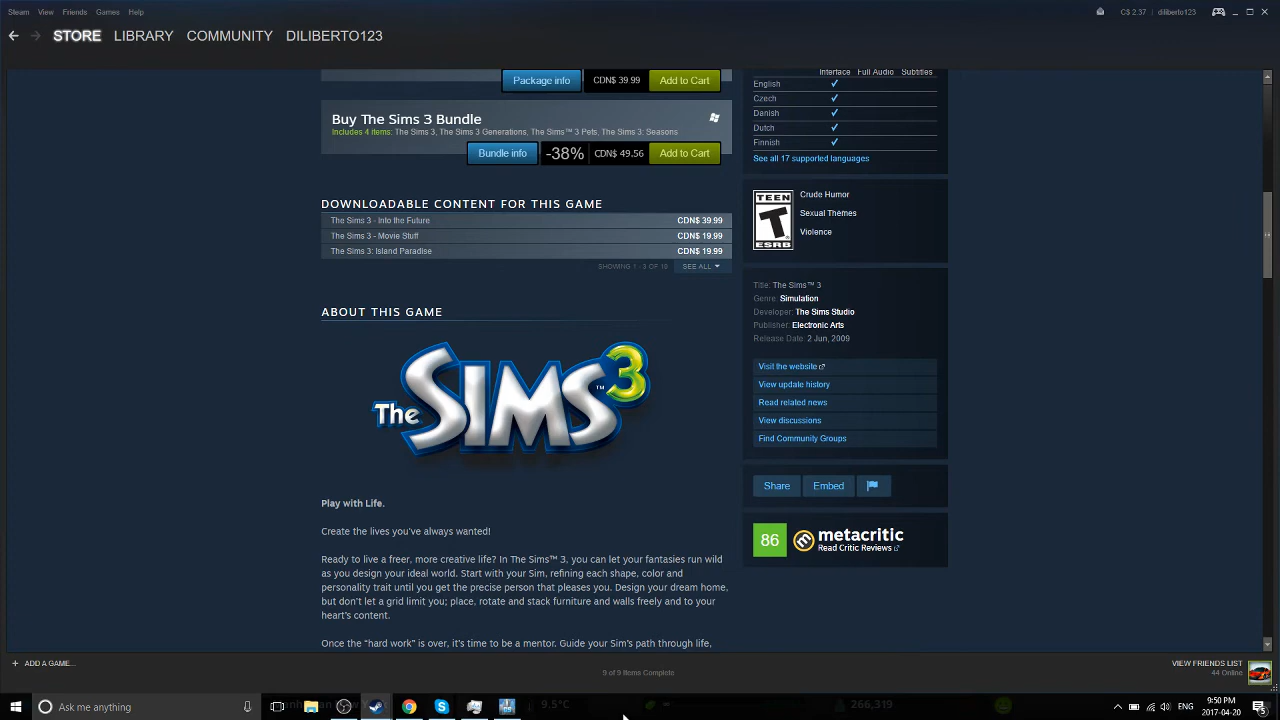 Steam View Friends Games Help
C$ 2.37 diliberto123
STORE LIBRARY COMMUNITY DILIBERTO123
Package info CDN$ 39.99 Add to Cart
Buy The Sims 3 Bundle
Includes 4 items: The Sims 3, The Sims 3 Generations, The Sims™ 3 Pets, The Sims 3: Seasons
Bundle info -38% CDN$ 49.56 Add to Cart
DOWNLOADABLE CONTENT FOR THIS GAME
The Sims 3 - Into the Future CDN$ 39.99
The Sims 3 - Movie Stuff CDN$ 19.99
The Sims 3: Island Paradise CDN$ 19.99
SHOWING 1 - 3 OF 19 SEE ALL
ABOUT THIS GAME
The SIMS™ 3
Play with Life.
Create the lives you've always wanted!
Ready to live a freer, more creative life? In The Sims™ 3, you can let your fantasies run wild
as you design your ideal world. Start with your Sim, refining each shape, color and
personality trait until you get the precise person that pleases you. Design your dream home,
but don't let a grid limit you; place, rotate and stack furniture and walls freely and to your
heart's content.
Once the “hard work” is over, it's time to be a mentor. Guide your Sim's path through life,
Interface Full Audio Subtitles
English
Czech
Danish
Dutch
Finnish
See all 17 supported languages
TEEN
T
ESRB
Crude Humor
Sexual Themes
Violence
Title: The Sims™ 3
Genre: Simulation
Developer: The Sims Studio
Publisher: Electronic Arts
Release Date: 2 Jun, 2009
Visit the website
View update history
Read related news
View discussions
Find Community Groups
Share Embed
86 metacritic
Read Critic Reviews
+ ADD A GAME...
9 of 9 Items Complete
VIEW FRIENDS LIST
44 Online
Ask me anything
9.5°C
266,319
ENG
9:50 PM
2017-04-20